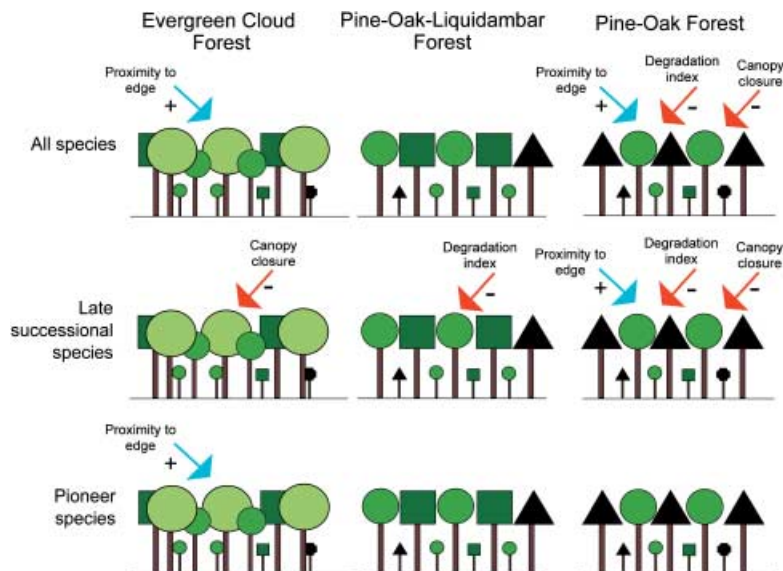 Evergreen Cloud
Forest
Pine-Oak-Liquidambar
Forest
Pine-Oak Forest
Proximity to
edge
+
Proximity to
edge
+
Degradation
index
-
Canopy
closure
-
All species
Canopy
closure
-
Degradation
index
-
Proximity to
edge
+
Degradation
index
-
Canopy
closure
-
Late
successional
species
Proximity to
edge
+
Pioneer
species